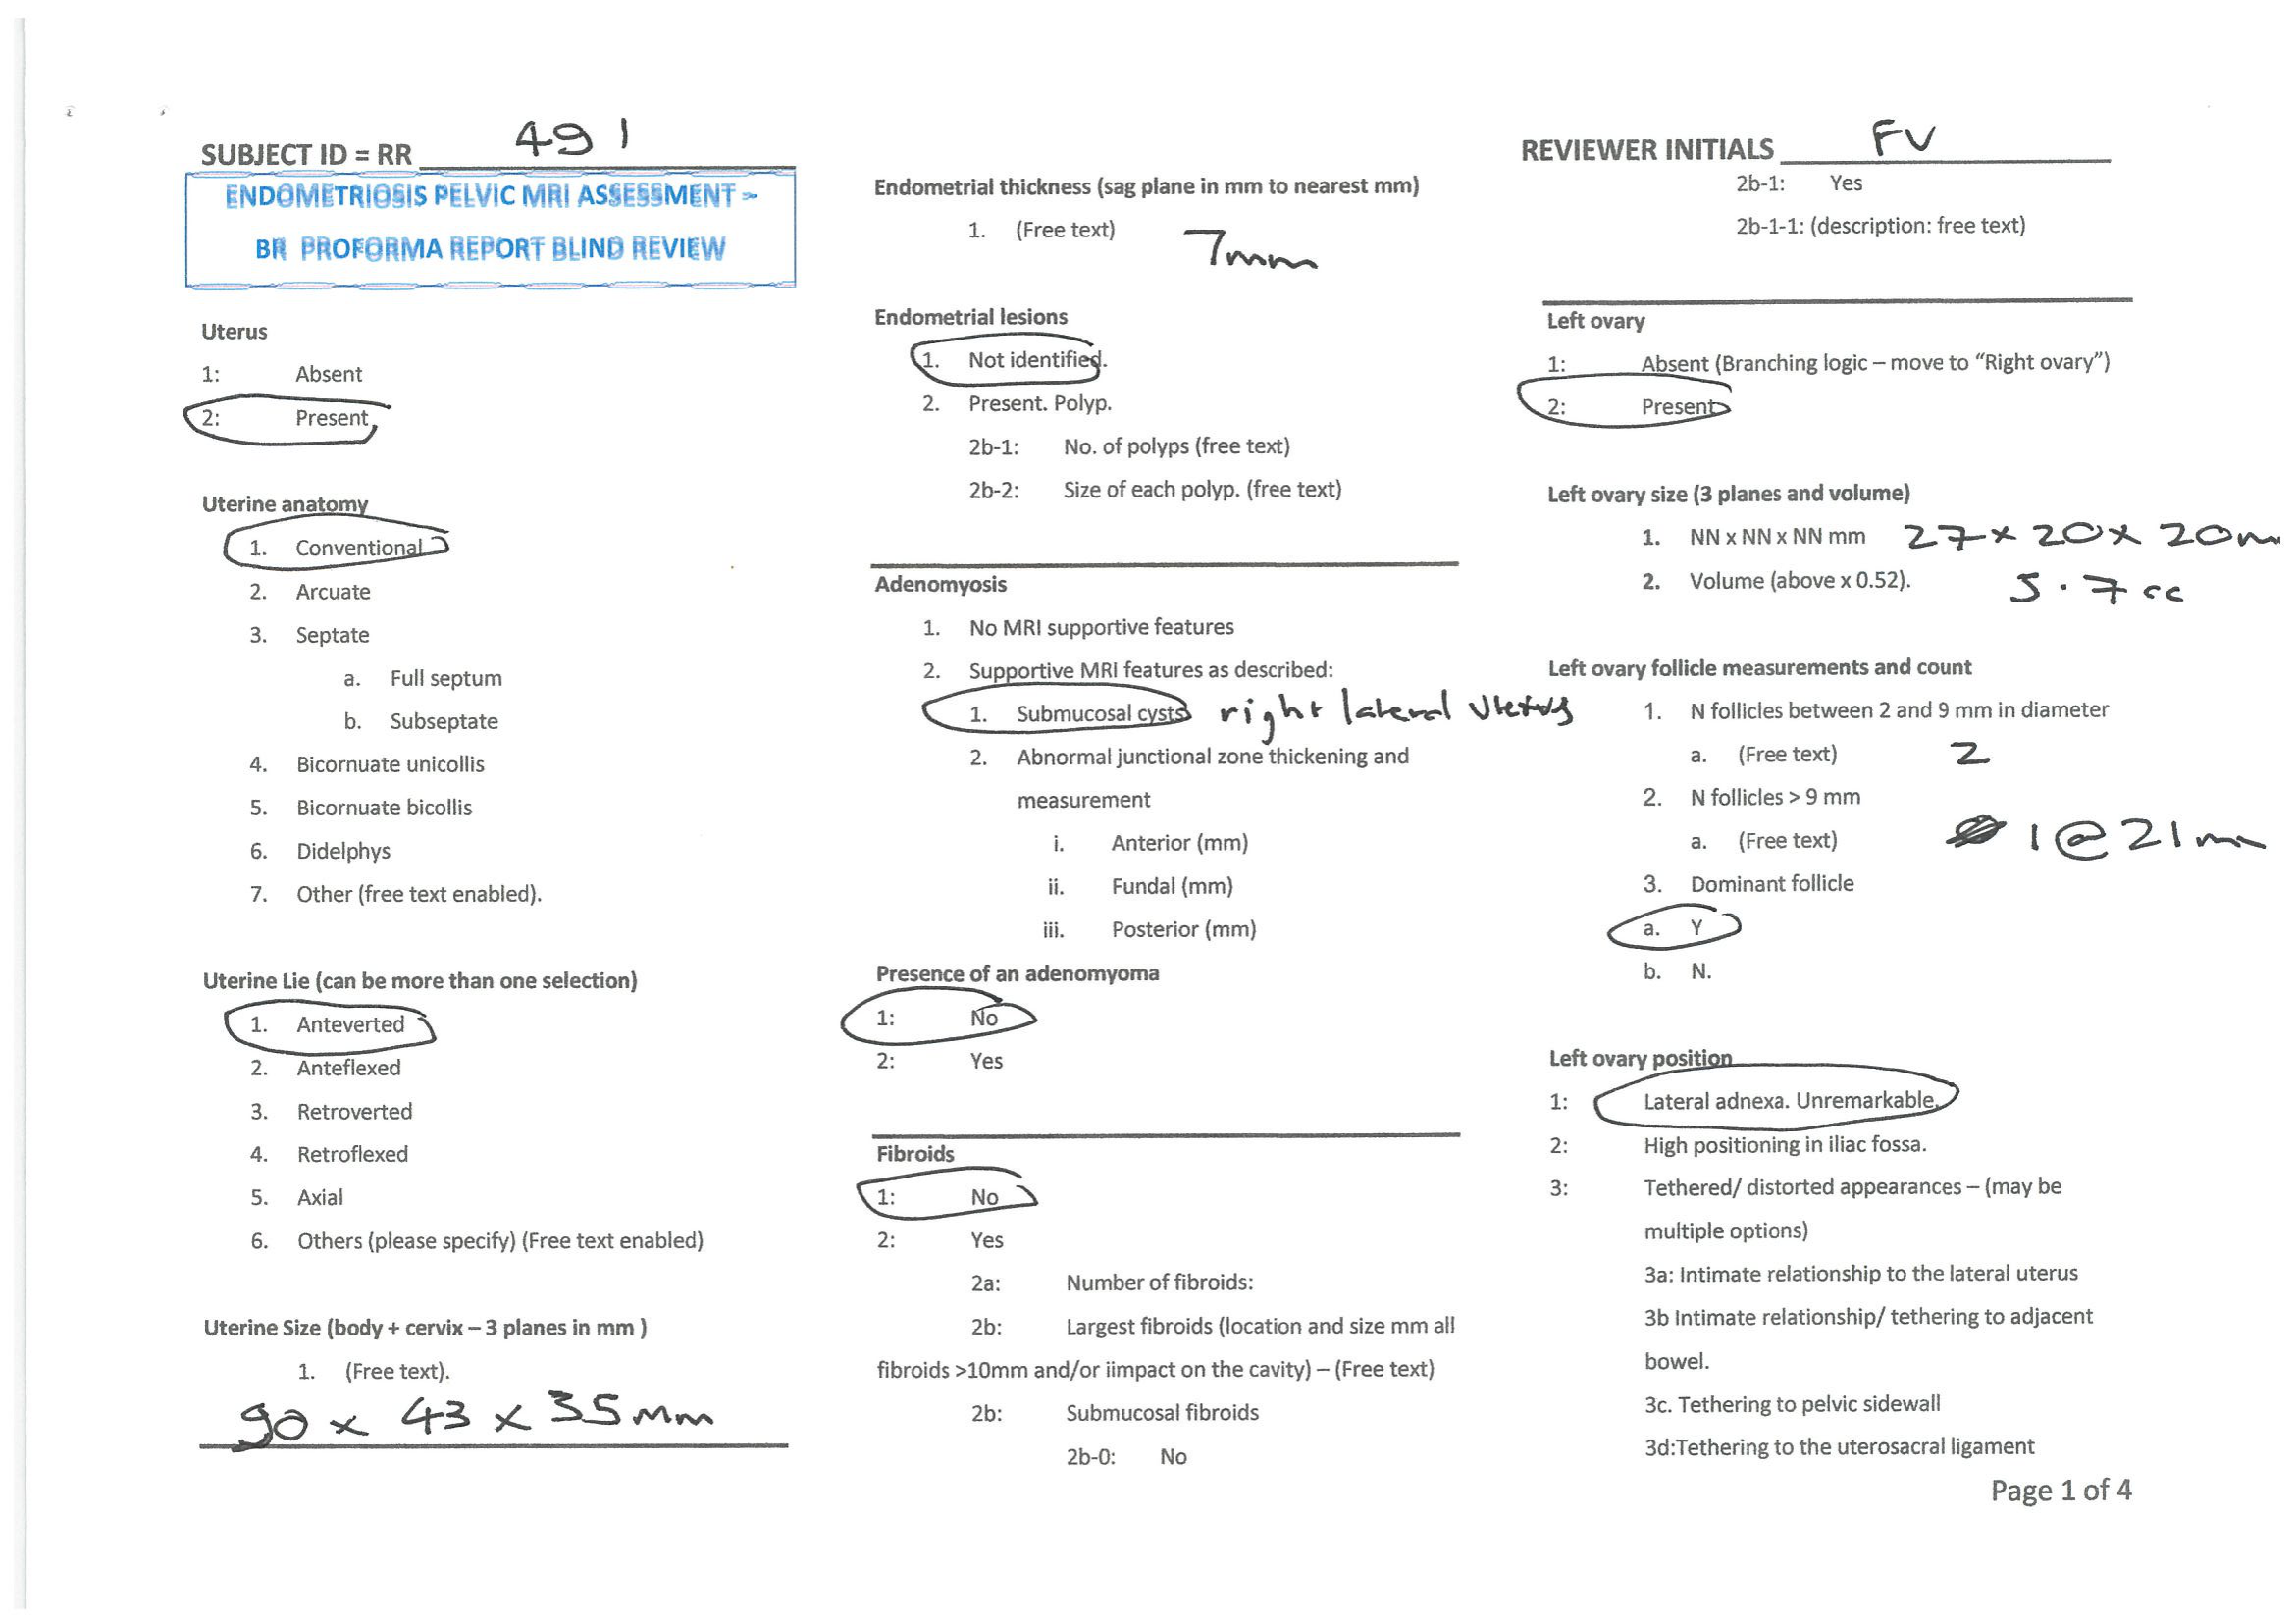 SUBJECT ID = RR 491
ENDOMETRIOSIS PELVIC MRI ASSESSMENT –
BR PROFORMA REPORT BLIND REVIEW
Uterus
1: Absent
2: Present
Uterine anatomy
1. Conventional
2. Arcuate
3. Septate
a. Full septum
b. Subseptate
4. Bicornuate unicollis
5. Bicornuate bicollis
6. Didelphys
7. Other (free text enabled).
Uterine Lie (can be more than one selection)
1. Anteverted
2. Anteflexed
3. Retroverted
4. Retroflexed
5. Axial
6. Others (please specify) (Free text enabled)
Uterine Size (body + cervix – 3 planes in mm )
1. (Free text).
90 x 43 x 35mm
Endometrial thickness (sag plane in mm to nearest mm)
1. (Free text) 7mm
Endometrial lesions
1. Not identified.
2. Present. Polyp.
2b-1: No. of polyps (free text)
2b-2: Size of each polyp. (free text)
Adenomyosis
1. No MRI supportive features
2. Supportive MRI features as described:
1. Submucosal cysts right lateral uterus
2. Abnormal junctional zone thickening and
measurement
i. Anterior (mm)
ii. Fundal (mm)
iii. Posterior (mm)
Presence of an adenomyoma
1: No
2: Yes
Fibroids
1: No
2: Yes
2a: Number of fibroids:
2b: Largest fibroids (location and size mm all
fibroids >10mm and/or iimpact on the cavity) – (Free text)
2b: Submucosal fibroids
2b-0: No
REVIEWER INITIALS FV
2b-1: Yes
2b-1-1: (description: free text)
Left ovary
1: Absent (Branching logic – move to “Right ovary”)
2: Present
Left ovary size (3 planes and volume)
1. NN x NN x NN mm 27 x 20 x 20m
2. Volume (above x 0.52). 5.7cc
Left ovary follicle measurements and count
1. N follicles between 2 and 9 mm in diameter
a. (Free text) 2
2. N follicles > 9 mm
a. (Free text) 1 @ 21mm
3. Dominant follicle
a. Y
b. N.
Left ovary position
1: Lateral adnexa. Unremarkable.
2: High positioning in iliac fossa.
3: Tethered/ distorted appearances – (may be
multiple options)
3a: Intimate relationship to the lateral uterus
3b Intimate relationship/ tethering to adjacent
bowel.
3c. Tethering to pelvic sidewall
3d:Tethering to the uterosacral ligament
Page 1 of 4